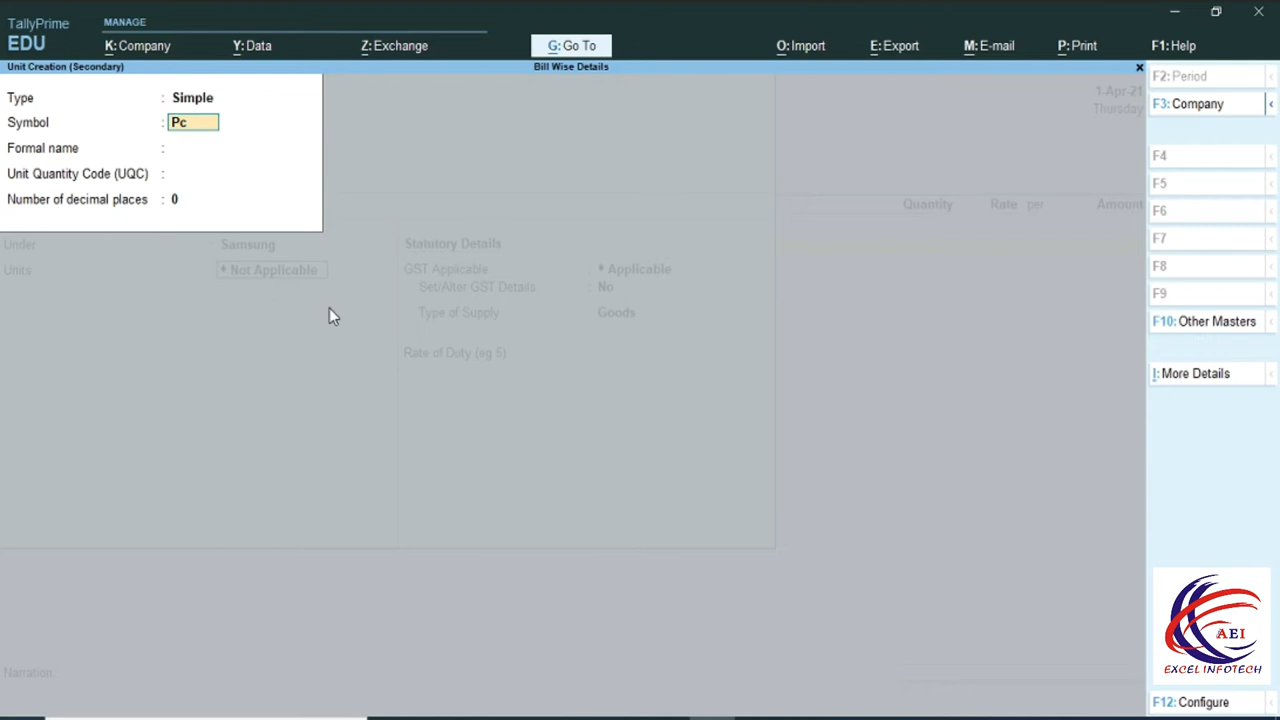 TallyPrime
EDU
MANAGE
K: Company
Y: Data
Z: Exchange
G: Go To
O: Import
E: Export
M: E-mail
P: Print
F1: Help
Unit Creation (Secondary)
Bill Wise Details
×
Type : Simple
Symbol : Pc
Formal name :
Unit Quantity Code (UQC) :
Number of decimal places : 0
1-Apr-21
Thursday
Quantity Rate per Amount
Under Samsung
Units ♦ Not Applicable
Statutory Details
GST Applicable : ♦ Applicable
Set/Alter GST Details : No
Type of Supply : Goods
Rate of Duty (eg 5)
Narration:
F2: Period
F3: Company
F4
F5
F6
F7
F8
F9
F10: Other Masters
I: More Details
AEI
EXCEL INFOTECH
F12: Configure